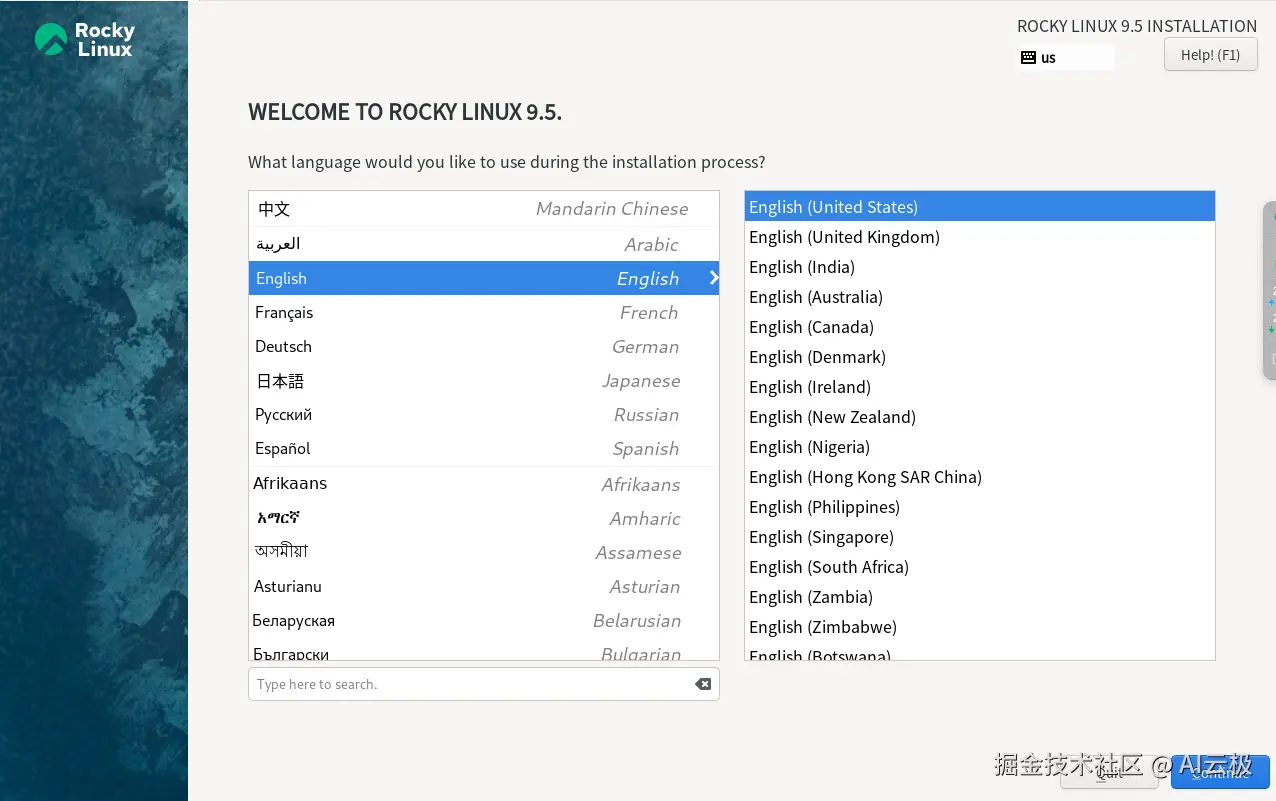 Rocky
Linux
ROCKY LINUX 9.5 INSTALLATION
us
Help! (F1)
WELCOME TO ROCKY LINUX 9.5.
What language would you like to use during the installation process?
中文 Mandarin Chinese
العربية Arabic
English English
Français French
Deutsch German
日本語 Japanese
Русский Russian
Español Spanish
Afrikaans Afrikaans
አማርኛ Amharic
অসমীয়া Assamese
Asturianu Asturian
Беларуская Belarusian
Български Bulgarian
English (United States)
English (United Kingdom)
English (India)
English (Australia)
English (Canada)
English (Denmark)
English (Ireland)
English (New Zealand)
English (Nigeria)
English (Hong Kong SAR China)
English (Philippines)
English (Singapore)
English (South Africa)
English (Zambia)
English (Zimbabwe)
English (Botswana)
Type here to search.
Quit
Continue
掘金技术社区 @ AI云极